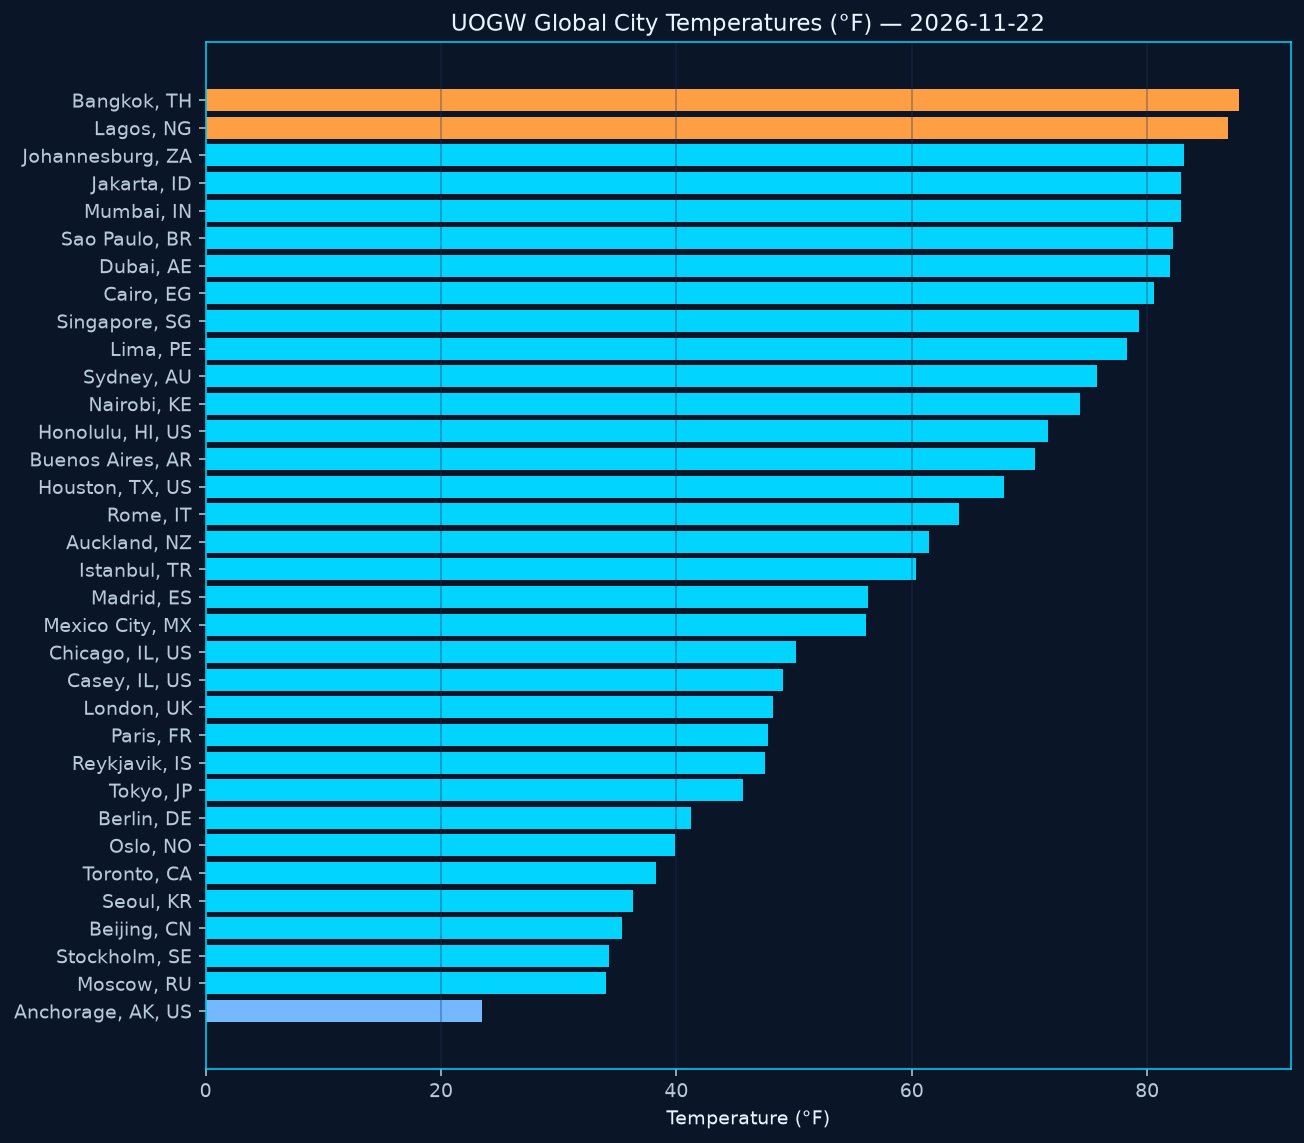 UOGW Global City Temperatures (°F) — 2026-11-22
Bangkok, TH
Lagos, NG
Johannesburg, ZA
Jakarta, ID
Mumbai, IN
Sao Paulo, BR
Dubai, AE
Cairo, EG
Singapore, SG
Lima, PE
Sydney, AU
Nairobi, KE
Honolulu, HI, US
Buenos Aires, AR
Houston, TX, US
Rome, IT
Auckland, NZ
Istanbul, TR
Madrid, ES
Mexico City, MX
Chicago, IL, US
Casey, IL, US
London, UK
Paris, FR
Reykjavik, IS
Tokyo, JP
Berlin, DE
Oslo, NO
Toronto, CA
Seoul, KR
Beijing, CN
Stockholm, SE
Moscow, RU
Anchorage, AK, US
0 20 40 60 80
Temperature (°F)